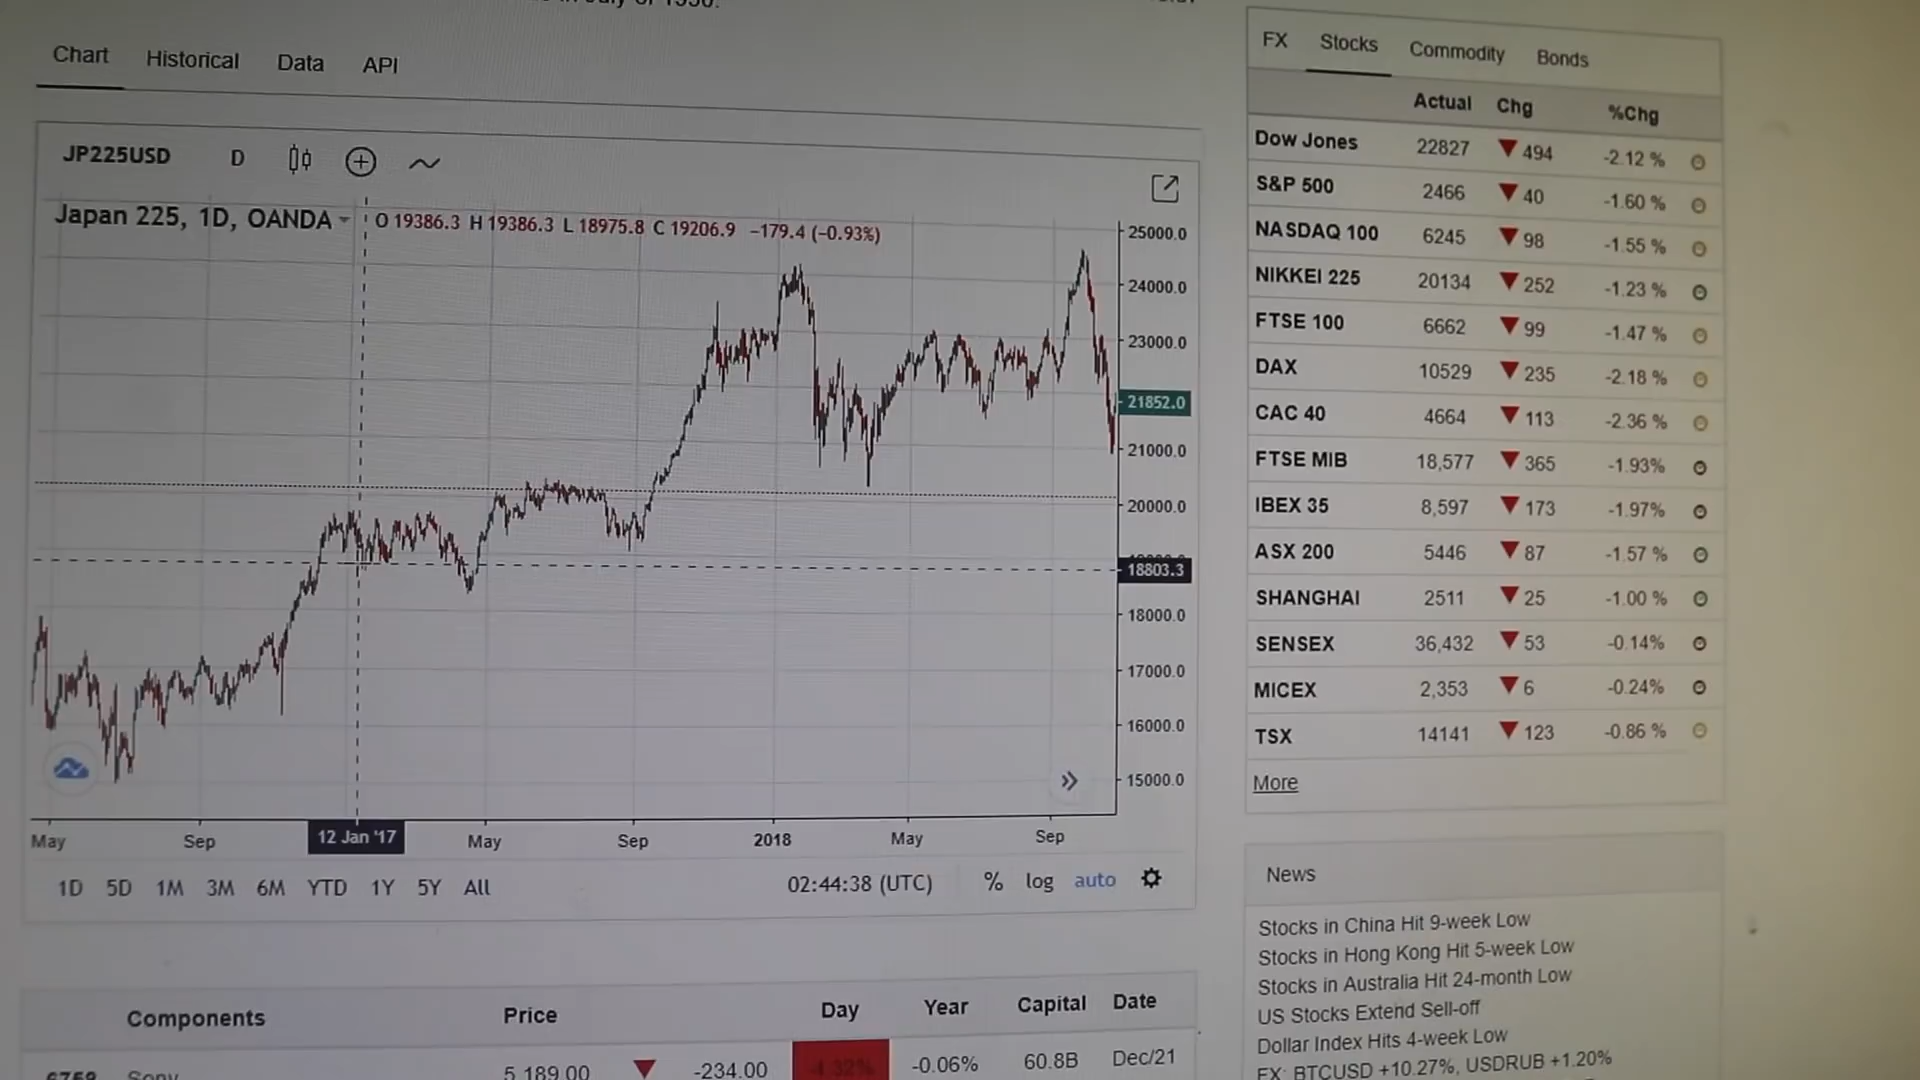 Chart Historical Data API
JP225USD D
Japan 225, 1D, OANDA O 19386.3 H 19386.3 L 18975.8 C 19206.9 −179.4 (−0.93%)
25000.0
24000.0
23000.0
21852.0
21000.0
20000.0
18803.3
18000.0
17000.0
16000.0
15000.0
May Sep 12 Jan '17 May Sep 2018 May Sep
1D 5D 1M 3M 6M YTD 1Y 5Y All 02:44:38 (UTC) % log auto
Components Price Day Year Capital Date
Sony 5,189.00 -234.00 -4.32% -0.06% 60.8B Dec/21
FX Stocks Commodity Bonds
Actual Chg %Chg
Dow Jones 22827 494 -2.12 %
S&P 500 2466 40 -1.60 %
NASDAQ 100 6245 98 -1.55 %
NIKKEI 225 20134 252 -1.23 %
FTSE 100 6662 99 -1.47 %
DAX 10529 235 -2.18 %
CAC 40 4664 113 -2.36 %
FTSE MIB 18,577 365 -1.93%
IBEX 35 8,597 173 -1.97%
ASX 200 5446 87 -1.57 %
SHANGHAI 2511 25 -1.00 %
SENSEX 36,432 53 -0.14%
MICEX 2,353 6 -0.24%
TSX 14141 123 -0.86 %
More
News
Stocks in China Hit 9-week Low
Stocks in Hong Kong Hit 5-week Low
Stocks in Australia Hit 24-month Low
US Stocks Extend Sell-off
Dollar Index Hits 4-week Low
FX: BTCUSD +10.27%, USDRUB +1.20%